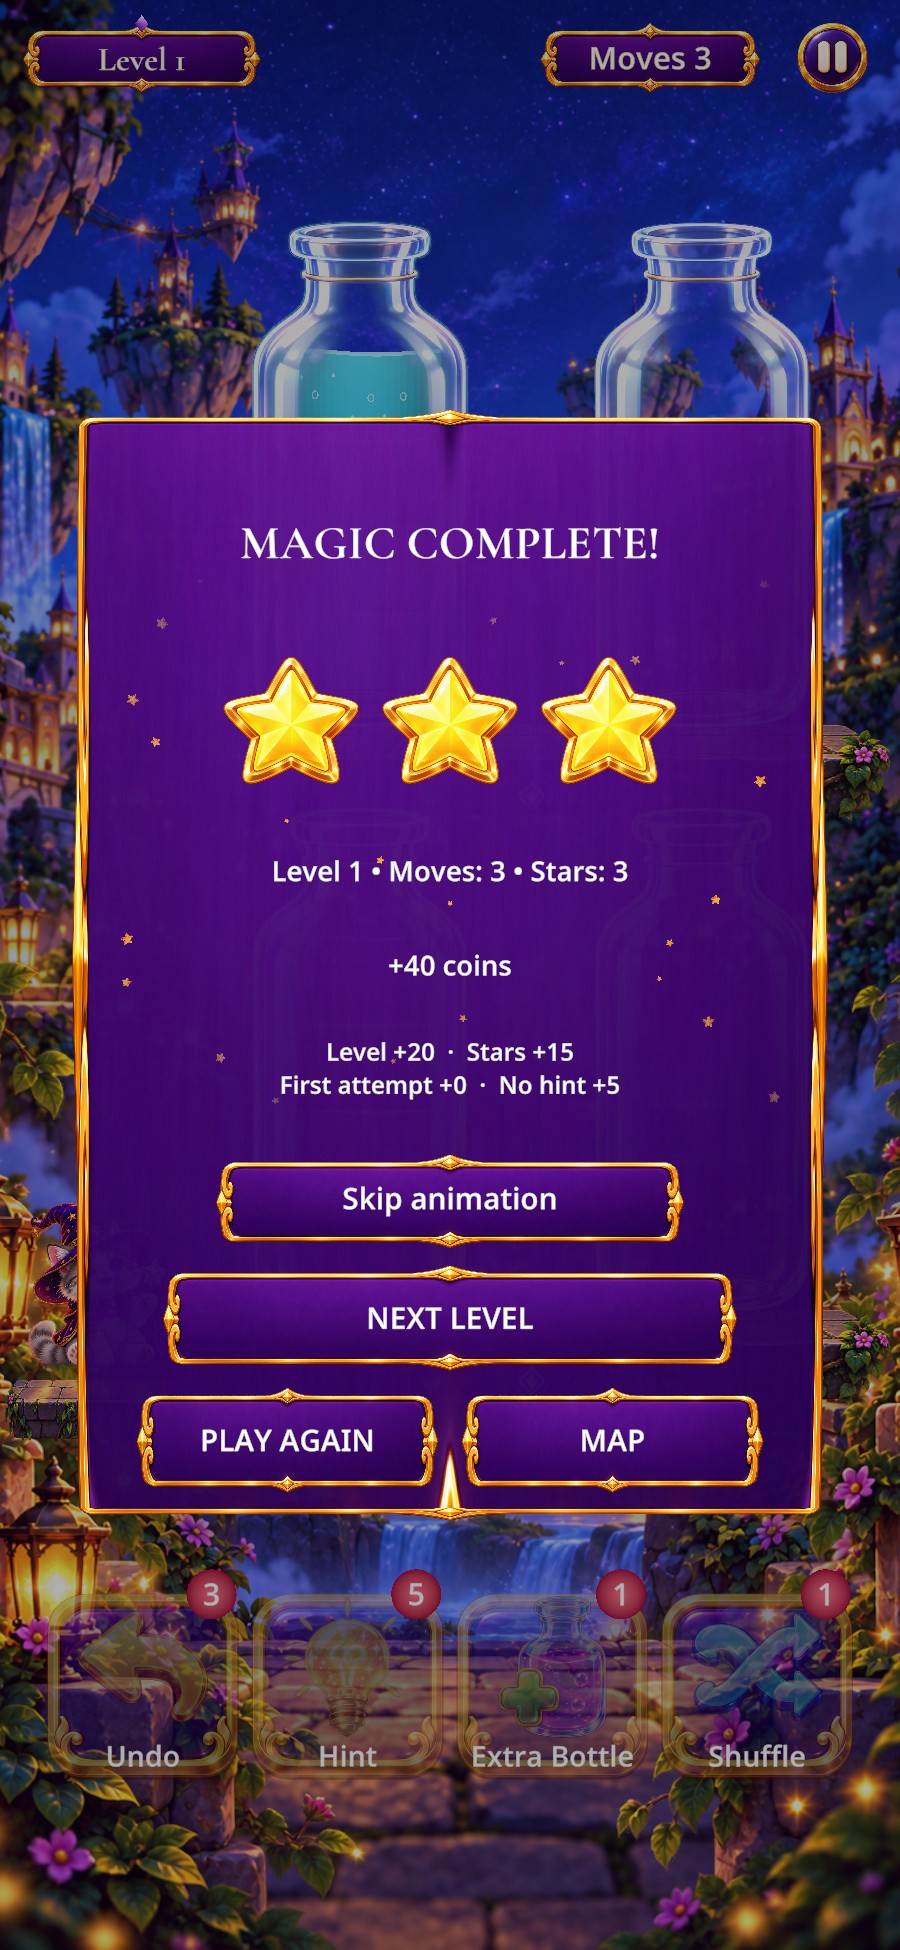 Level 1
Moves 3
MAGIC COMPLETE!
Level 1 • Moves: 3 • Stars: 3
+40 coins
Level +20 · Stars +15
First attempt +0 · No hint +5
Skip animation
NEXT LEVEL
PLAY AGAIN
MAP
3
5
1
1
Undo
Hint
Extra Bottle
Shuffle